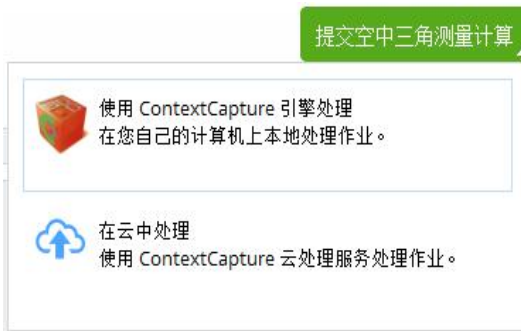 提交空中三角测量计算
使用 ContextCapture 引擎处理
在您自己的计算机上本地处理作业。
在云中处理
使用 ContextCapture 云处理服务处理作业。